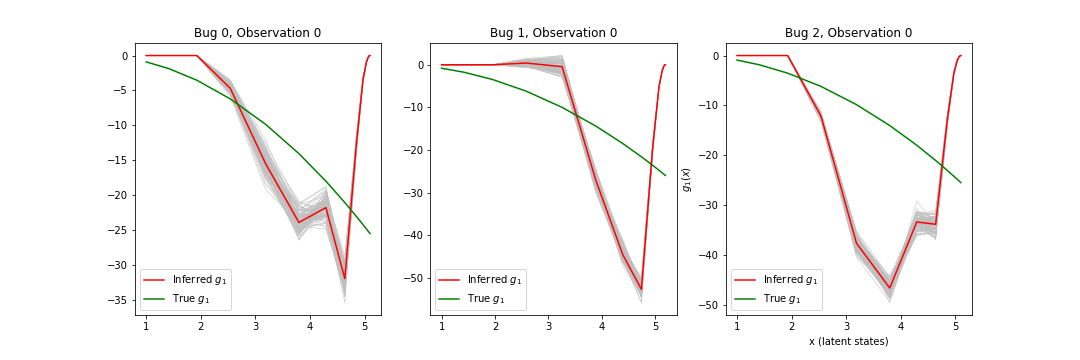 Bug 0, Observation 0
0
−5
−10
−15
−20
−25
−30
−35
1 2 3 4 5
Inferred g₁
True g₁
Bug 1, Observation 0
0
−10
−20
−30
−40
−50
1 2 3 4 5
Inferred g₁
True g₁
Bug 2, Observation 0
g₁(x)
0
−10
−20
−30
−40
−50
1 2 3 4 5
x (latent states)
Inferred g₁
True g₁